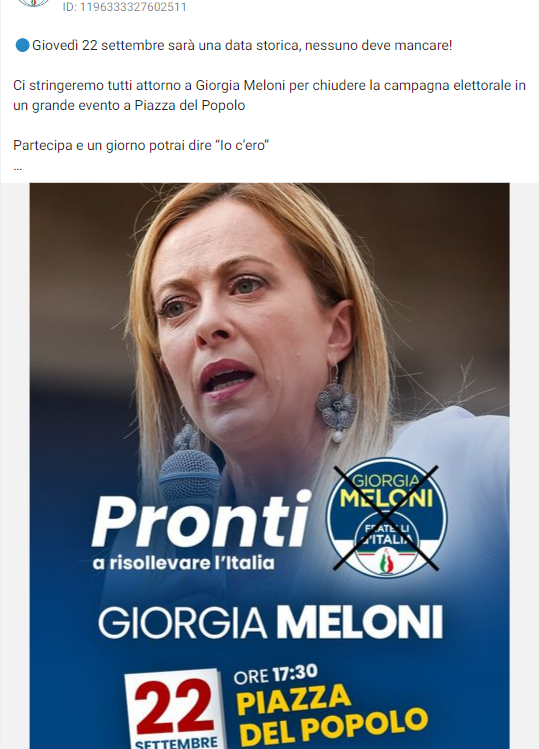 ID: 1196333327602511
Giovedì 22 settembre sarà una data storica, nessuno deve mancare!
Ci stringeremo tutti attorno a Giorgia Meloni per chiudere la campagna elettorale in
un grande evento a Piazza del Popolo
Partecipa e un giorno potrai dire “Io c’ero”
...
Pronti
a risollevare l’Italia
GIORGIA
MELONI
FRATELLI
D'ITALIA
GIORGIA MELONI
22
SETTEMBRE
ORE 17:30
PIAZZA
DEL POPOLO